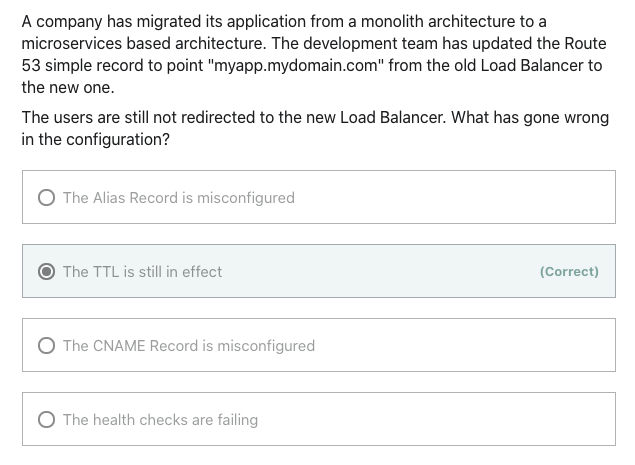 A company has migrated its application from a monolith architecture to a
microservices based architecture. The development team has updated the Route
53 simple record to point "myapp.mydomain.com" from the old Load Balancer to
the new one.
The users are still not redirected to the new Load Balancer. What has gone wrong
in the configuration?
The Alias Record is misconfigured
The TTL is still in effect (Correct)
The CNAME Record is misconfigured
The health checks are failing